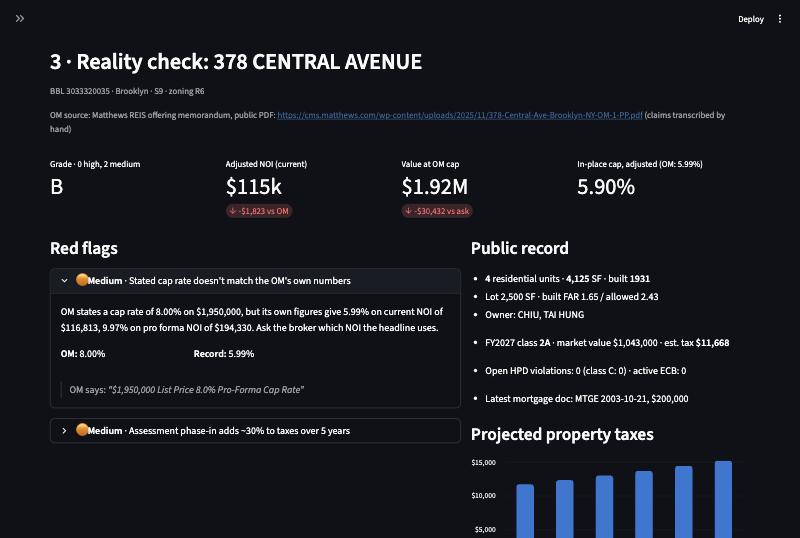 Deploy
3 · Reality check: 378 CENTRAL AVENUE
BBL 3033320035 · Brooklyn · S9 · zoning R6
OM source: Matthews REIS offering memorandum, public PDF: https://cms.matthews.com/wp-content/uploads/2025/11/378-Central-Ave-Brooklyn-NY-OM-1-PP.pdf (claims transcribed by
hand)
Grade · 0 high, 2 medium
B
Adjusted NOI (current)
$115k
↓ -$1,823 vs OM
Value at OM cap
$1.92M
↓ -$30,432 vs ask
In-place cap, adjusted (OM: 5.99%)
5.90%
Red flags
Medium · Stated cap rate doesn't match the OM's own numbers
OM states a cap rate of 8.00% on $1,950,000, but its own figures give 5.99% on current NOI of
$116,813, 9.97% on pro forma NOI of $194,330. Ask the broker which NOI the headline uses.
OM: 8.00%
Record: 5.99%
OM says: "$1,950,000 List Price 8.0% Pro-Forma Cap Rate"
Medium · Assessment phase-in adds ~30% to taxes over 5 years
Public record
4 residential units · 4,125 SF · built 1931
Lot 2,500 SF · built FAR 1.65 / allowed 2.43
Owner: CHIU, TAI HUNG
FY2027 class 2A · market value $1,043,000 · est. tax $11,668
Open HPD violations: 0 (class C: 0) · active ECB: 0
Latest mortgage doc: MTGE 2003-10-21, $200,000
Projected property taxes
$15,000
$10,000
$5,000